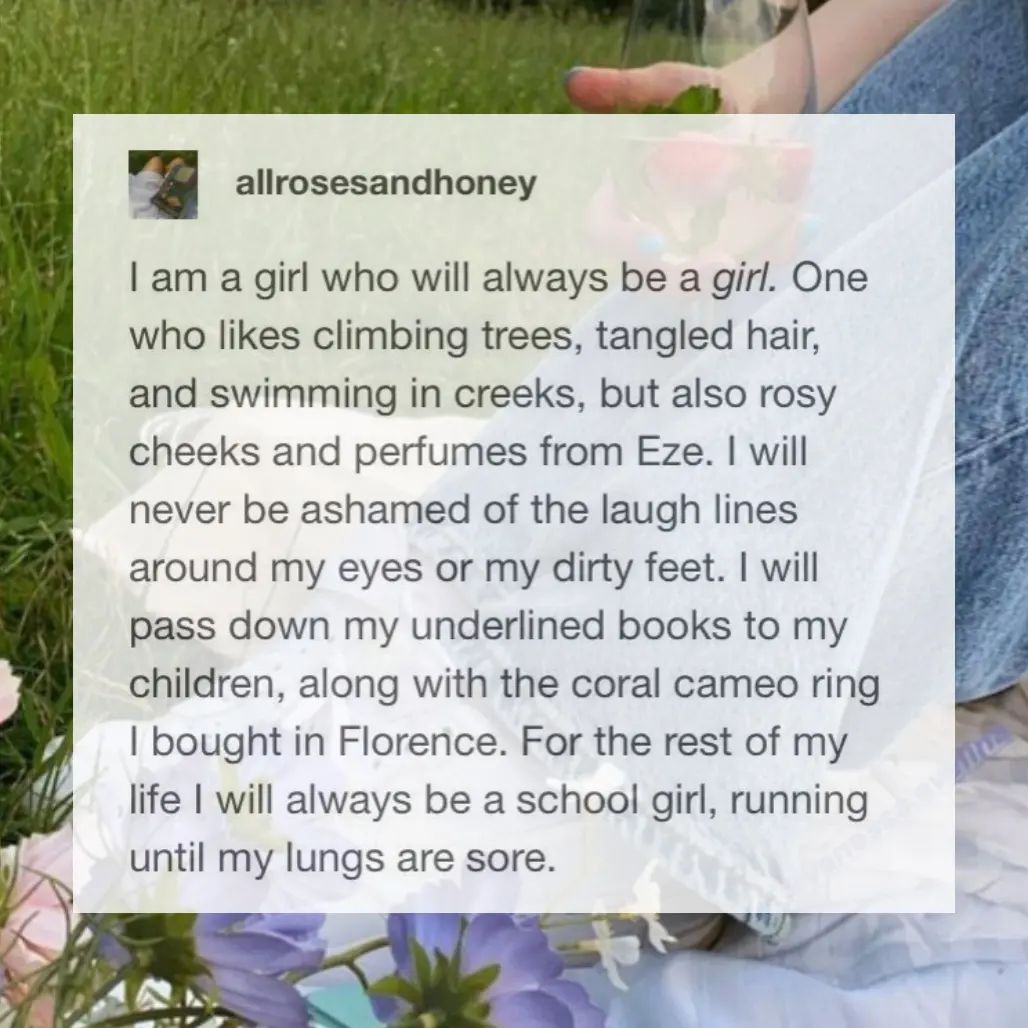 allrosesandhoney
I am a girl who will always be a girl. One
who likes climbing trees, tangled hair,
and swimming in creeks, but also rosy
cheeks and perfumes from Eze. I will
never be ashamed of the laugh lines
around my eyes or my dirty feet. I will
pass down my underlined books to my
children, along with the coral cameo ring
I bought in Florence. For the rest of my
life I will always be a school girl, running
until my lungs are sore.